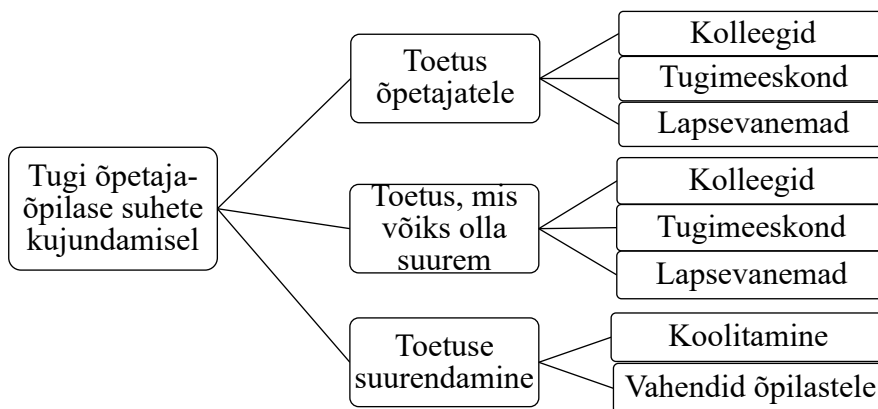 Tugi õpetaja-
õpilase suhete
kujundamisel
Toetus
õpetajatele
Kolleegid
Tugimeeskond
Lapsevanemad
Toetus, mis
võiks olla
suurem
Kolleegid
Tugimeeskond
Lapsevanemad
Toetuse
suurendamine
Koolitamine
Vahendid õpilastele